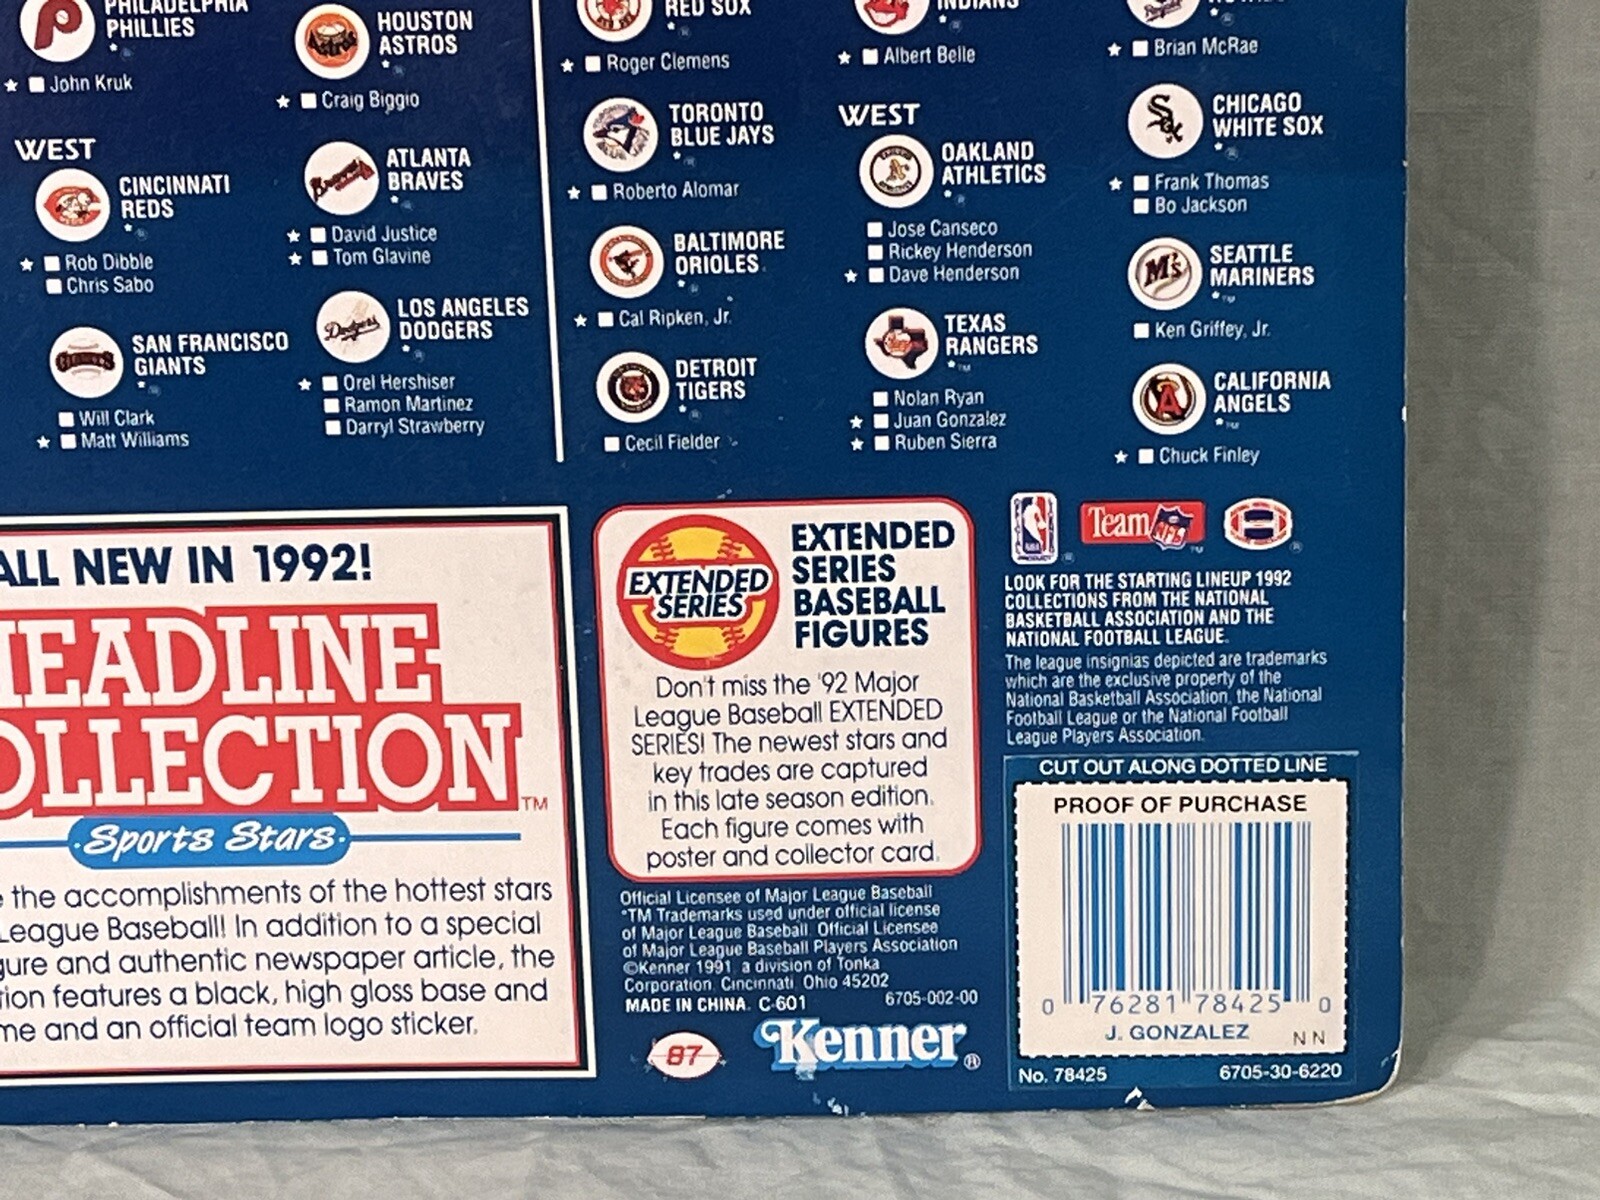 PHILADELPHIA
PHILLIES
★ John Kruk
HOUSTON
ASTROS
Astros
★ Craig Biggio
WEST
CINCINNATI
REDS
★ Rob Dibble
Chris Sabo
ATLANTA
BRAVES
Braves
★ David Justice
★ Tom Glavine
SAN FRANCISCO
GIANTS
GIANTS
Will Clark
★ Matt Williams
LOS ANGELES
DODGERS
Dodgers
★ Orel Hershiser
Ramon Martinez
Darryl Strawberry
RED SOX
★ Roger Clemens
TORONTO
BLUE JAYS
★ Roberto Alomar
BALTIMORE
ORIOLES
★ Cal Ripken, Jr.
DETROIT
TIGERS
Cecil Fielder
INDIANS
★ Albert Belle
WEST
OAKLAND
ATHLETICS
Jose Canseco
Rickey Henderson
★ Dave Henderson
TEXAS
RANGERS
Nolan Ryan
★ Juan Gonzalez
★ Ruben Sierra
★ Brian McRae
CHICAGO
WHITE SOX
Sox
★ Frank Thomas
Bo Jackson
SEATTLE
MARINERS
M's
Ken Griffey, Jr.
CALIFORNIA
ANGELS
A
★ Chuck Finley
ALL NEW IN 1992!
HEADLINE
COLLECTION™
Sports Stars
the accomplishments of the hottest stars
League Baseball! In addition to a special
gure and authentic newspaper article, the
tion features a black, high gloss base and
me and an official team logo sticker.
EXTENDED
SERIES
EXTENDED
SERIES
BASEBALL
FIGURES
Don't miss the '92 Major
League Baseball EXTENDED
SERIES! The newest stars and
key trades are captured
in this late season edition.
Each figure comes with
poster and collector card.
Official Licensee of Major League Baseball
*TM Trademarks used under official license
of Major League Baseball. Official Licensee
of Major League Baseball Players Association
©Kenner 1991, a division of Tonka
Corporation, Cincinnati, Ohio 45202
MADE IN CHINA. C-601 6705-002-00
87
Kenner®
NBA
Team NFL
LOOK FOR THE STARTING LINEUP 1992
COLLECTIONS FROM THE NATIONAL
BASKETBALL ASSOCIATION AND THE
NATIONAL FOOTBALL LEAGUE.
The league insignias depicted are trademarks
which are the exclusive property of the
National Basketball Association, the National
Football League or the National Football
League Players Association.
CUT OUT ALONG DOTTED LINE
PROOF OF PURCHASE
0 76281 78425 0
J. GONZALEZ
N N
No. 78425 6705-30-6220